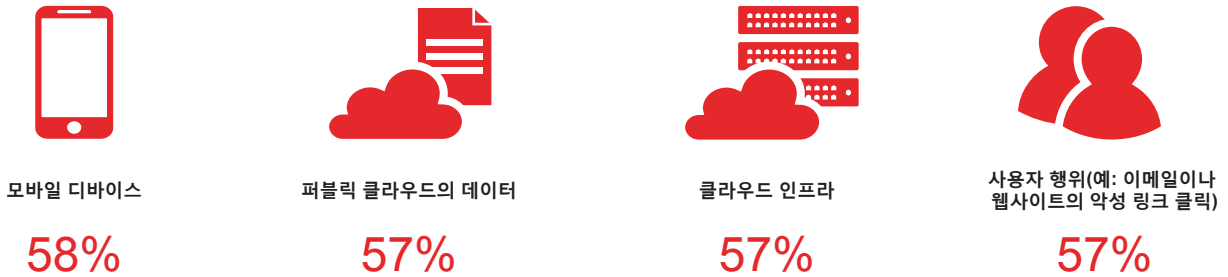 모바일 디바이스
58%
퍼블릭 클라우드의 데이터
57%
클라우드 인프라
57%
사용자 행위(예: 이메일이나
웹사이트의 악성 링크 클릭)
57%